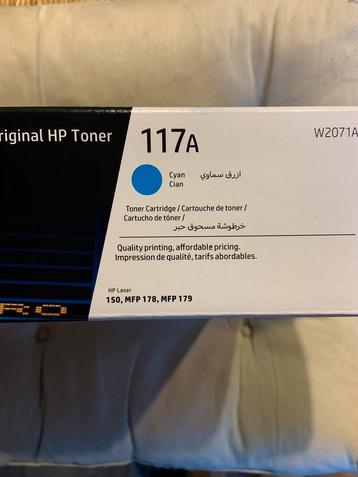 riginal HP Toner
117A
W2071A
Cyan ازرق سماوي
Cian
Toner Cartridge / Cartouche de toner /
Cartucho de tóner /
خرطوشة مسحوق حبر
Quality printing, affordable pricing.
Impression de qualité, tarifs abordables.
HP Laser
150, MFP 178, MFP 179